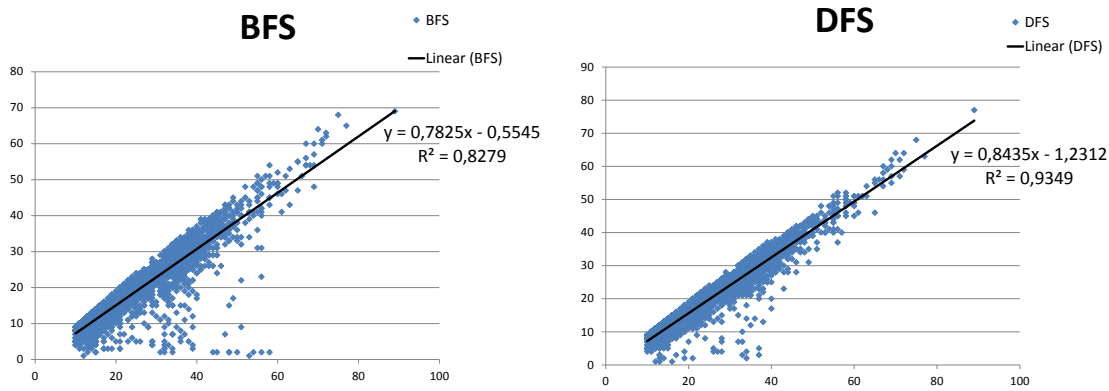 BFS
BFS
Linear (BFS)
80
70
60
50
40
30
20
10
0
0 20 40 60 80 100
y = 0,7825x - 0,5545
R² = 0,8279
DFS
DFS
Linear (DFS)
90
80
70
60
50
40
30
20
10
0
0 20 40 60 80 100
y = 0,8435x - 1,2312
R² = 0,9349